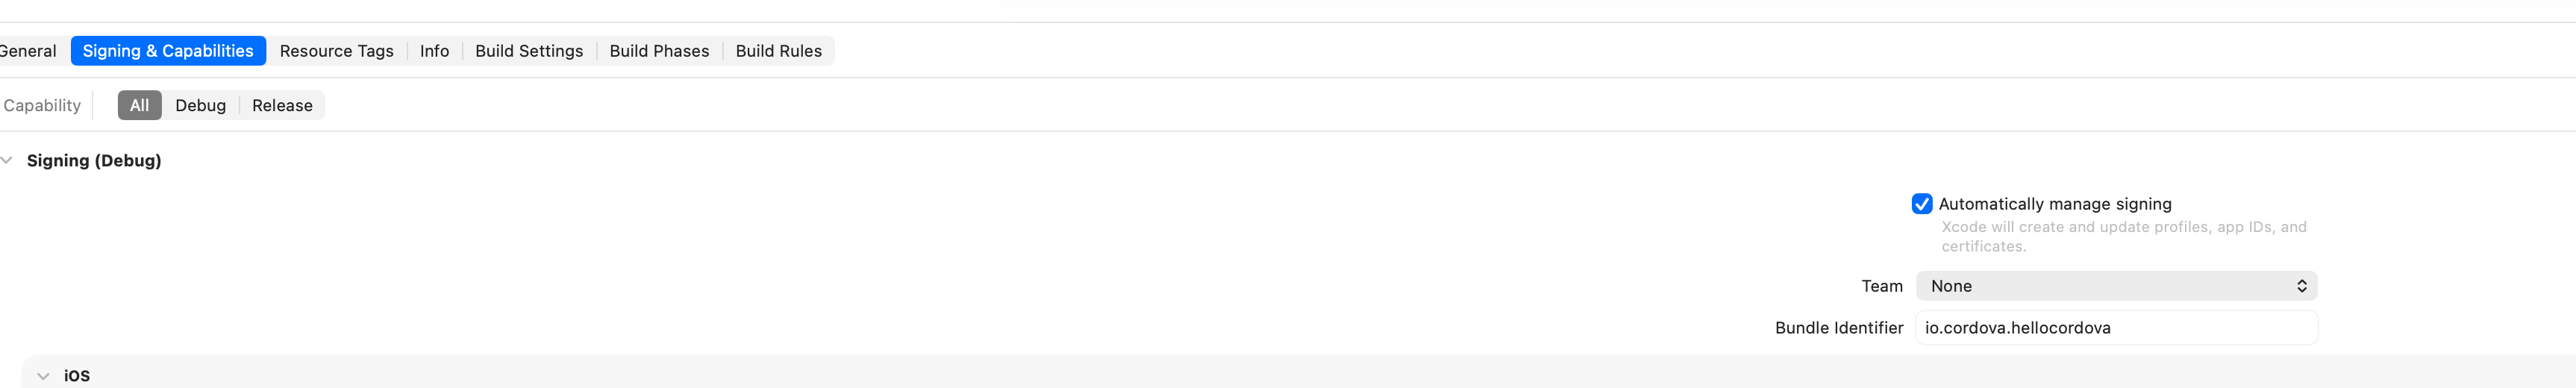 General Signing & Capabilities Resource Tags Info Build Settings Build Phases Build Rules
Capability All Debug Release
Signing (Debug)
Automatically manage signing
Xcode will create and update profiles, app IDs, and
certificates.
Team None
Bundle Identifier io.cordova.hellocordova
iOS